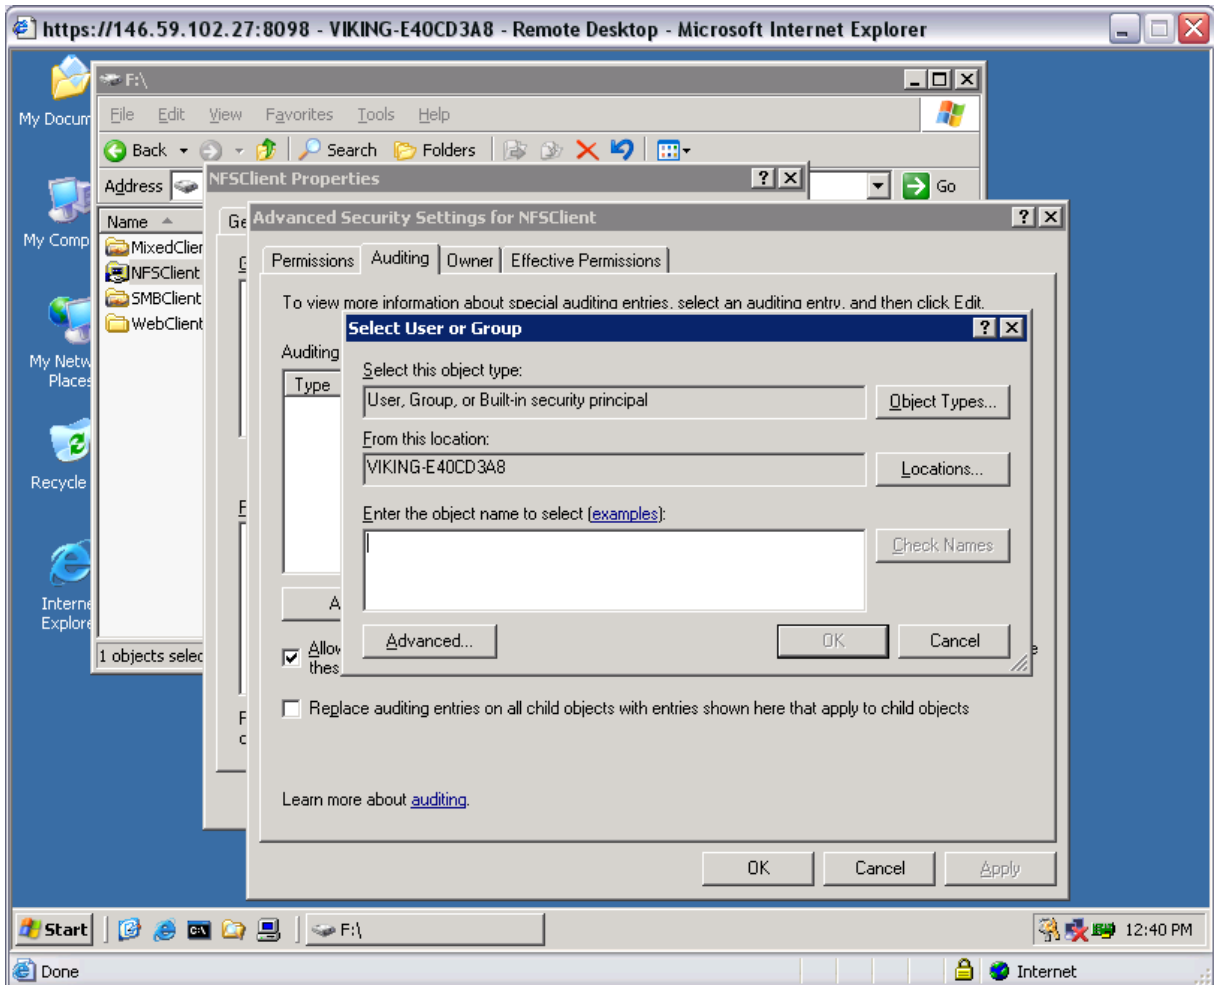 https://146.59.102.27:8098 - VIKING-E40CD3A8 - Remote Desktop - Microsoft Internet Explorer
My Docum
F:\
File Edit View Favorites Tools Help
Back Search Folders
Address Go
NFSClient Properties
Name
MixedClien
NFSClient
SMBClient
WebClient
My Comp
My Netw
Places
Recycle
Interne
Explore
1 objects selec
Ge
Advanced Security Settings for NFSClient
Permissions Auditing Owner Effective Permissions
To view more information about special auditing entries, select an auditing entry, and then click Edit.
Auditing
Type
Select User or Group
Select this object type:
User, Group, or Built-in security principal
Object Types...
From this location:
VIKING-E40CD3A8
Locations...
Enter the object name to select (examples):
Check Names
Advanced... OK Cancel
A
Allow
thes
Replace auditing entries on all child objects with entries shown here that apply to child objects
Learn more about auditing.
OK Cancel Apply
Start F:\ 12:40 PM
Done Internet